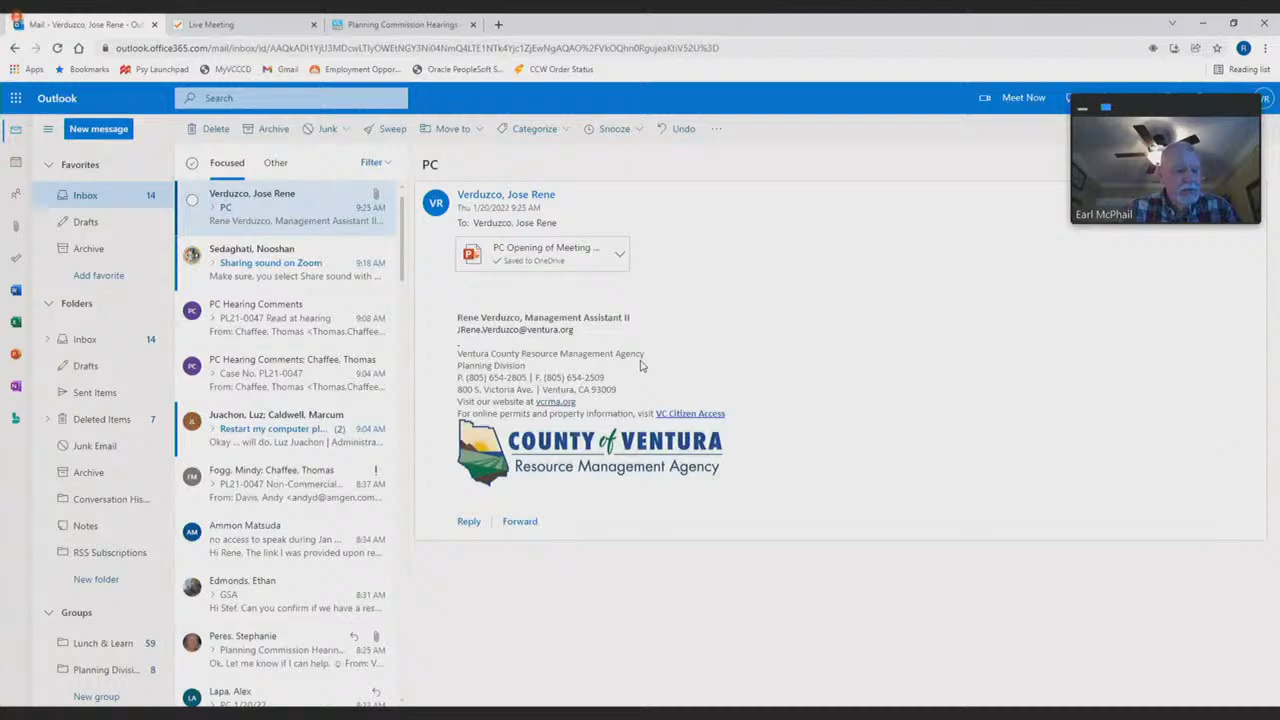 Mail - Verduzco, Jose Rene - Out
Live Meeting
Planning Commission Hearings
Apps
Bookmarks
Psy Launchpad
MyVCCCD
Gmail
Employment Oppor...
Oracle PeopleSoft S...
CCW Order Status
Reading list
Outlook
Search
Meet Now
New message
Delete
Archive
Junk
Sweep
Move to
Categorize
Snooze
Undo
Favorites
Inbox 14
Drafts
Archive
Add favorite
Folders
Inbox 14
Drafts
Sent Items
Deleted Items 7
Junk Email
Archive
Conversation His...
Notes
RSS Subscriptions
New folder
Groups
Lunch & Learn 59
Planning Divisi... 8
New group
Focused Other Filter
Verduzco, Jose Rene
PC 9:25 AM
Rene Verduzco, Management Assistant II...
Sedaghati, Nooshan
Sharing sound on Zoom 9:18 AM
Make sure, you select Share sound with ...
PC Hearing Comments
PL21-0047 Read at hearing 9:08 AM
From: Chaffee, Thomas <Thomas.Chaffee...
PC Hearing Comments; Chaffee, Thomas
Case No. PL21-0047 9:04 AM
From: Chaffee, Thomas <Thomas.Chaffee...
Juachon, Luz; Caldwell, Marcum
Restart my computer pl... (2) 9:04 AM
Okay ... will do. Luz Juachon | Administra...
Fogg, Mindy; Chaffee, Thomas
PL21-0047 Non-Commercial... 8:37 AM
From: Davis, Andy <andyd@amgen.com...
Ammon Matsuda
no access to speak during Jan ... 8:34 AM
Hi Rene, The link I was provided upon re...
Edmonds, Ethan
GSA 8:31 AM
Hi Stef. Can you confirm if we have a res...
Peres, Stephanie
Planning Commission Hearin... 8:25 AM
Ok. Let me know if I can help. ☺ From: V...
Lapa, Alex
PC
VR
Verduzco, Jose Rene
Thu 1/20/2022 9:25 AM
To: Verduzco, Jose Rene
PC Opening of Meeting ...
Saved to OneDrive
Rene Verduzco, Management Assistant II
JRene.Verduzco@ventura.org
Ventura County Resource Management Agency
Planning Division
P. (805) 654-2805 | F. (805) 654-2509
800 S. Victoria Ave. | Ventura, CA 93009
Visit our website at vcrma.org
For online permits and property information, visit VC Citizen Access
COUNTY of VENTURA
Resource Management Agency
Reply Forward
Earl McPhail